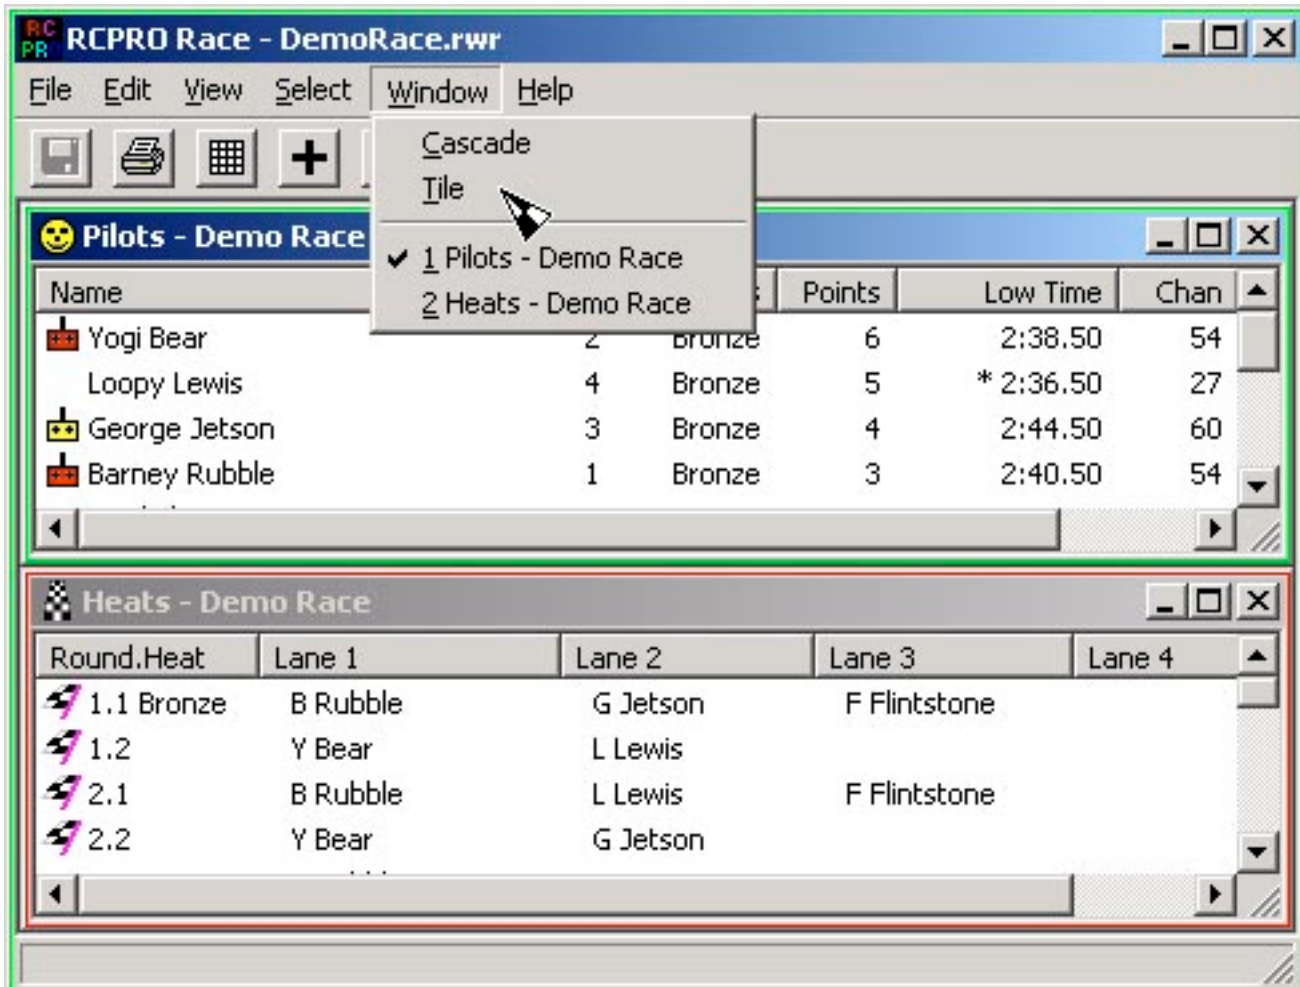 RC
PR
RCPRO Race - DemoRace.rwr
File Edit View Select Window Help
Cascade
Tile
1 Pilots - Demo Race
2 Heats - Demo Race
Pilots - Demo Race
Name Points Low Time Chan
Yogi Bear 2 Bronze 6 2:38.50 54
Loopy Lewis 4 Bronze 5 * 2:36.50 27
George Jetson 3 Bronze 4 2:44.50 60
Barney Rubble 1 Bronze 3 2:40.50 54
Heats - Demo Race
Round.Heat Lane 1 Lane 2 Lane 3 Lane 4
1.1 Bronze B Rubble G Jetson F Flintstone
1.2 Y Bear L Lewis
2.1 B Rubble L Lewis F Flintstone
2.2 Y Bear G Jetson